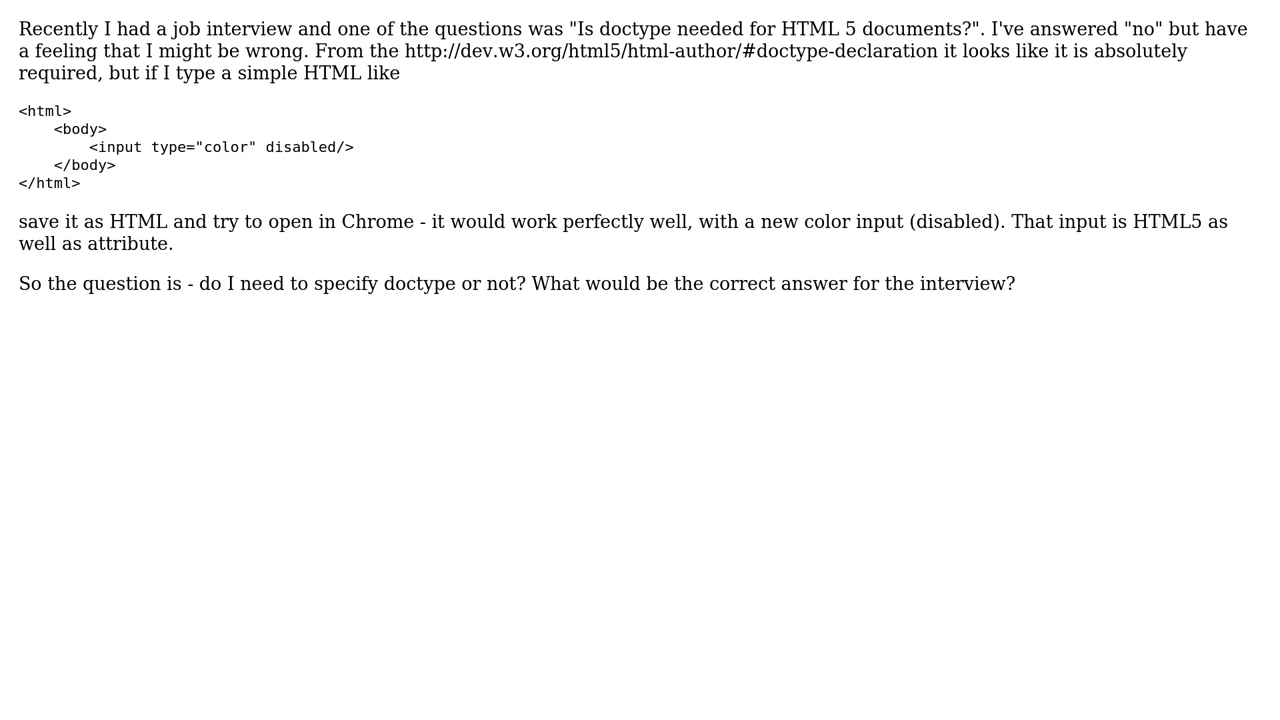 Recently I had a job interview and one of the questions was "Is doctype needed for HTML 5 documents?". I've answered "no" but have
a feeling that I might be wrong. From the http://dev.w3.org/html5/html-author/#doctype-declaration it looks like it is absolutely
required, but if I type a simple HTML like
<html>
    <body>
        <input type="color" disabled/>
    </body>
</html>
save it as HTML and try to open in Chrome - it would work perfectly well, with a new color input (disabled). That input is HTML5 as
well as attribute.
So the question is - do I need to specify doctype or not? What would be the correct answer for the interview?